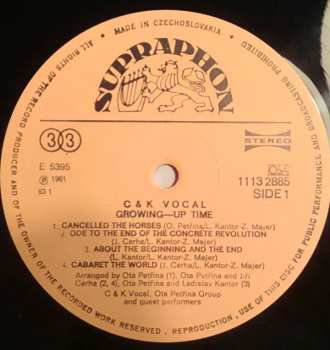 MADE IN CZECHOSLOVAKIA
ALL RIGHTS OF THE RECORD PRODUCER AND OF THE OWNER OF THE RECORDED WORK RESERVED . REPRODUCTION . USE OF THIS DISC FOR PUBLIC PERFORMANCE AND BROADCASTING PROHIBITED
SUPRAPHON
33
STEREO
E 5395
Ⓟ 1981
63 1
1113 2885
SIDE 1
C & K VOCAL
GROWING—UP TIME
1. CANCELLED THE HORSES (O. Petřina/L. Kantor-Z. Majer)
2. ODE TO THE END OF THE CONCRETE REVOLUTION
(J. Cerha/L. Kantor-Z. Majer)
3. ABOUT THE BEGINNING AND THE END
(L. Kantor/L. Kantor-Z. Majer)
4. CABARET THE WORLD (J. Cerha/L. Kantor-Z. Majer)
Arranged by Ota Petřina (1), Ota Petřina and Jiří
Cerha (2, 4), Ota Petřina and Ladislav Kantor (3)
C & K Vocal, Ota Petřina Group
and guest performers